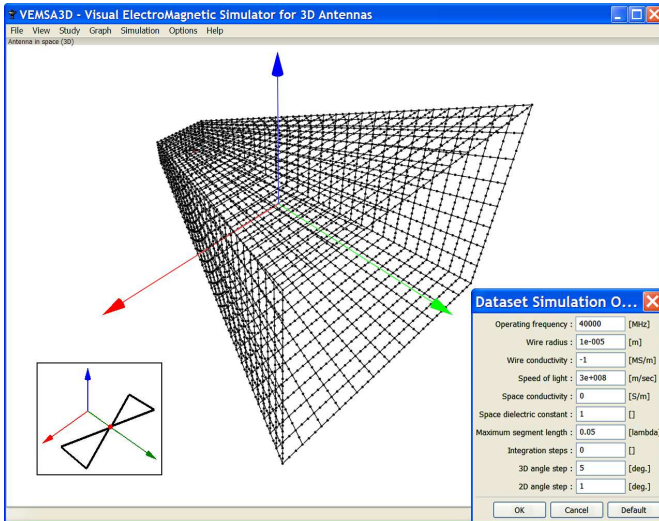 VEMSA3D - Visual ElectroMagnetic Simulator for 3D Antennas
File View Study Graph Simulation Options Help
Antenna in space (3D)
Dataset Simulation O...
Operating frequency : 40000 [MHz]
Wire radius : 1e-005 [m]
Wire conductivity : -1 [MS/m]
Speed of light : 3e+008 [m/sec]
Space conductivity : 0 [S/m]
Space dielectric constant : 1 []
Maximum segment length : 0.05 [lambda]
Integration steps : 0 []
3D angle step : 5 [deg.]
2D angle step : 1 [deg.]
OK Cancel Default